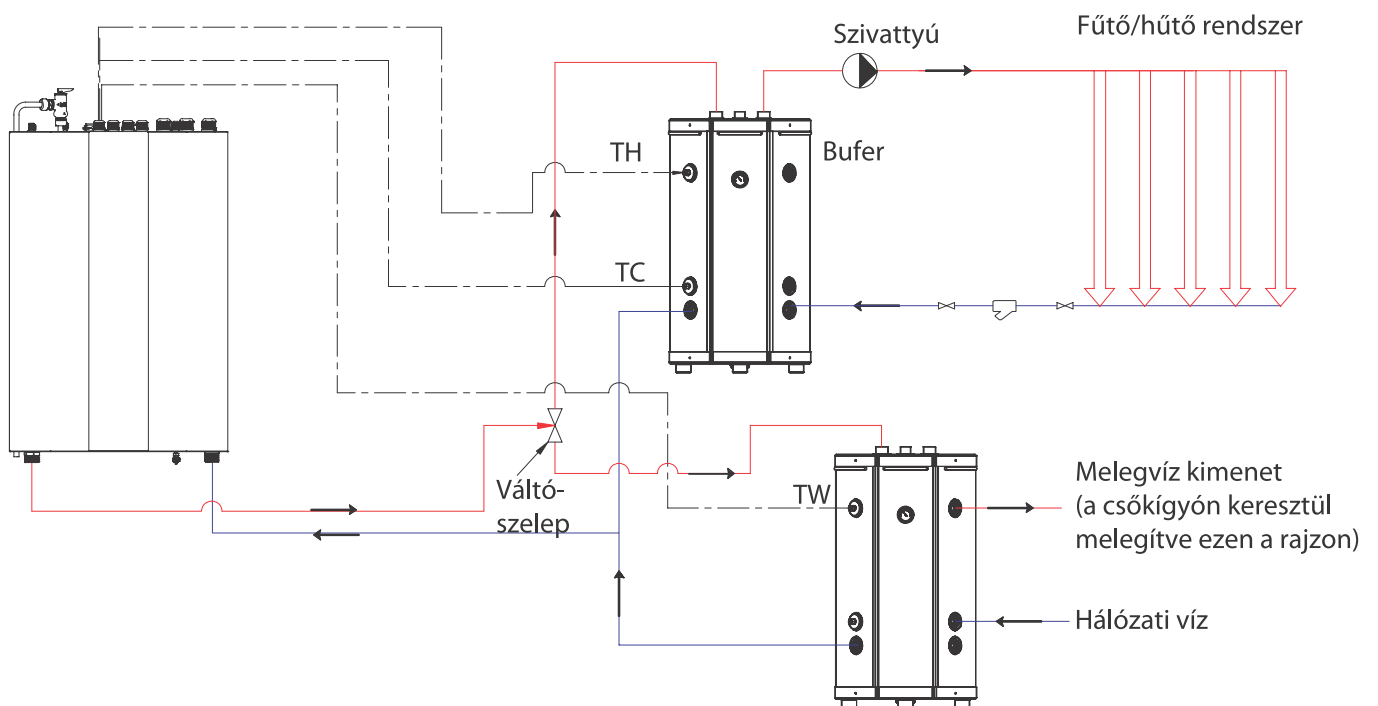 Szivattyú
Fűtő/hűtő rendszer
TH
Bufer
TC
Váltó-
szelep
TW
Melegvíz kimenet
(a csőkígyón keresztül
melegítve ezen a rajzon)
Hálózati víz